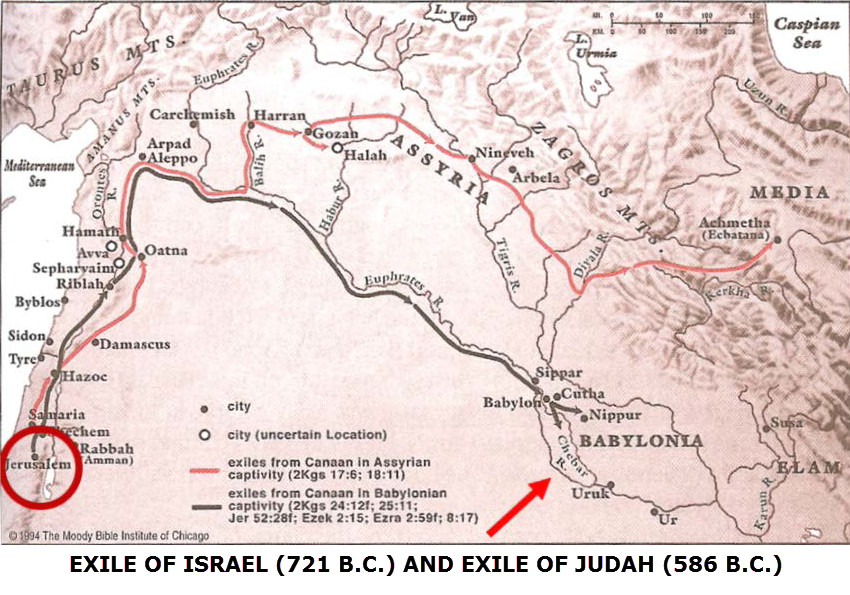 L. Van
Caspian
Sea
L.
Urmia
TAURUS MTS.
Euphrates R.
Uzun R.
AMANUS MTS.
Carchemish
Harran
Gozan
ZAGROS MTS.
Arpad
Aleppo
Halah
ASSYRIA
Nineveh
Mediterranean
Sea
Balih R.
Arbela
Orontes
R.
Habur R.
MEDIA
Achmetha
(Ecbatana)
Hamath
Avva
Oatna
Sepharvaim
Riblah
Tigris R.
Diyala R.
Euphrates R.
Kerkha R.
Byblos
Sidon
Damascus
Tyre
Hazoc
Sippar
Cutha
Babylon
Nippur
Samaria
Rabbah
(Amman)
Jerusalem
BABYLONIA
Susa
Chebar
R.
ELAM
Uruk
Karun R.
Ur
city
city (uncertain Location)
exiles from Canaan in Assyrian
captivity (2Kgs 17:6; 18:11)
exiles from Canaan in Babylonian
captivity (2Kgs 24:12f; 25:11;
Jer 52:28f; Ezek 2:15; Ezra 2:59f; 8:17)
©1994 The Moody Bible Institute of Chicago
EXILE OF ISRAEL (721 B.C.) AND EXILE OF JUDAH (586 B.C.)